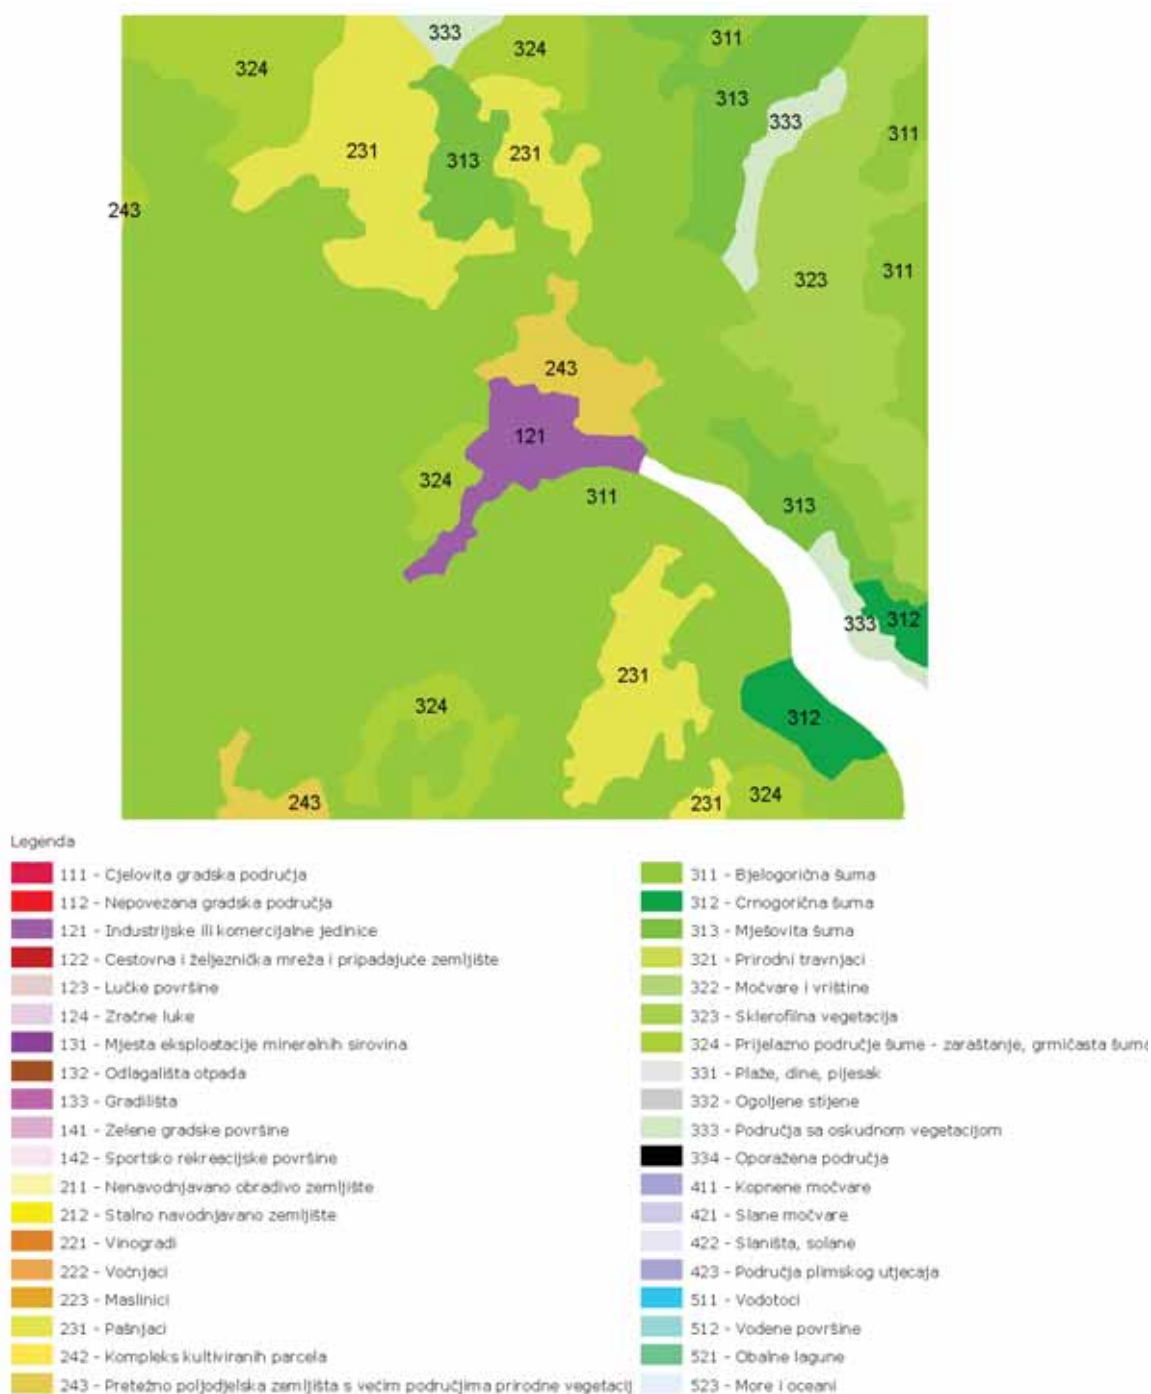 333
311
324
324
313
333
311
231
313
231
243
311
323
243
121
324
311
313
312
333
231
324
312
243
231
324
Legenda
111 - Cjelovita gradska područja
112 - Nepovezana gradska područja
121 - Industrijske ili komercijalne jedinice
122 - Cestovna i željeznička mreža i pripadajuće zemljište
123 - Lučke površine
124 - Zračne luke
131 - Mjesta eksploatacije mineralnih sirovina
132 - Odlagališta otpada
133 - Gradilišta
141 - Zelene gradske površine
142 - Sportsko rekreacijske površine
211 - Nenavodnjavano obradivo zemljište
212 - Stalno navodnjavano zemljište
221 - Vinogradi
222 - Voćnjaci
223 - Maslinici
231 - Pašnjaci
242 - Kompleks kultiviranih parcela
243 - Pretežno poljodjelska zemljišta s većim područjima prirodne vegetacij
311 - Bjelogorična šuma
312 - Crnogorična šuma
313 - Mješovita šuma
321 - Prirodni travnjaci
322 - Močvare i vrištine
323 - Sklerofilna vegetacija
324 - Prijelazno područje šume - zaraštanje, grmičasta šuma
331 - Plaže, dine, pijesak
332 - Ogoljene stijene
333 - Područja sa oskudnom vegetacijom
334 - Oporažena područja
411 - Kopnene močvare
421 - Slane močvare
422 - Slaništa, solane
423 - Područja plimskog utjecaja
511 - Vodotoci
512 - Vodene površine
521 - Obalne lagune
523 - More i oceani